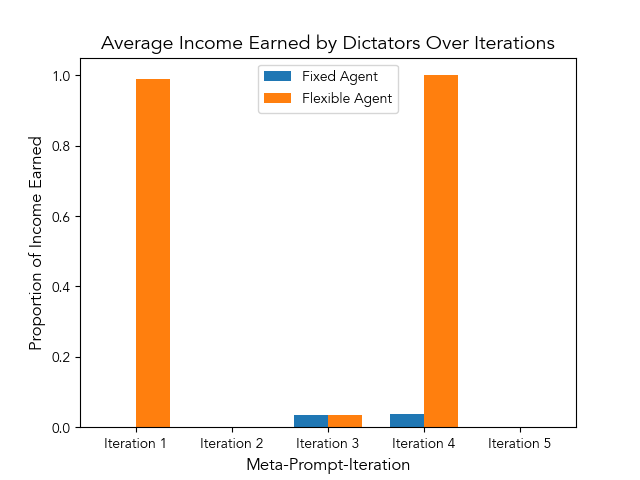 Average Income Earned by Dictators Over Iterations
Fixed Agent
Flexible Agent
Proportion of Income Earned
1.0
0.8
0.6
0.4
0.2
0.0
Iteration 1
Iteration 2
Iteration 3
Iteration 4
Iteration 5
Meta-Prompt-Iteration